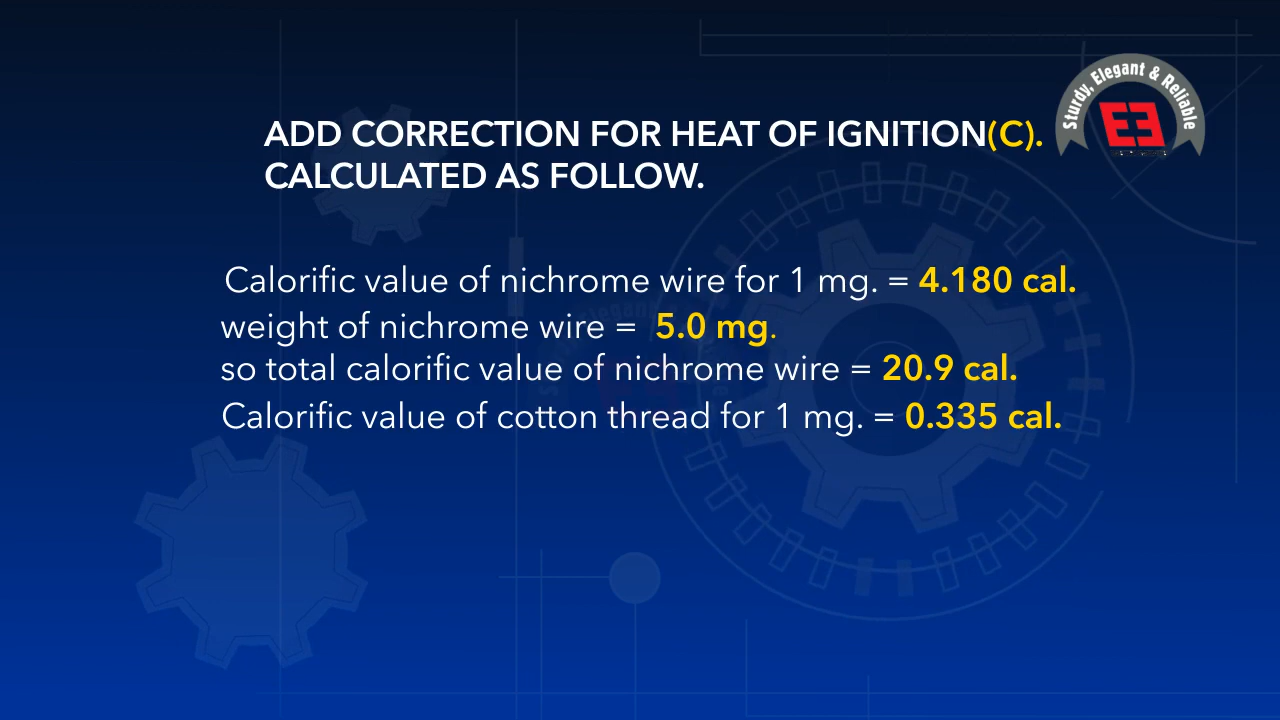 Sturdy, Elegant & Reliable
ADD CORRECTION FOR HEAT OF IGNITION(C).
CALCULATED AS FOLLOW.
Calorific value of nichrome wire for 1 mg. = 4.180 cal.
weight of nichrome wire = 5.0 mg.
so total calorific value of nichrome wire = 20.9 cal.
Calorific value of cotton thread for 1 mg. = 0.335 cal.